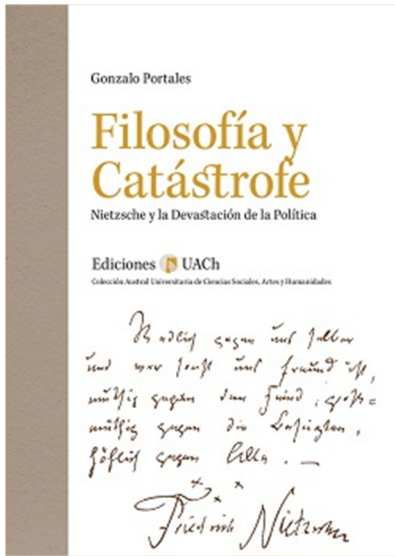 Gonzalo Portales
Filosofía y
Catástrofe
Nietzsche y la Devastación de la Política
Ediciones UACh
Colección Austral Universitaria de Ciencias Sociales, Artes y Humanidades
Redlich gegen uns selber
und wer sonst uns Freund ist,
muthig gegen den Feind, groß=
müthig gegen die Besiegten,
höflich gegen Alle. —
Friedrich Nietzsche